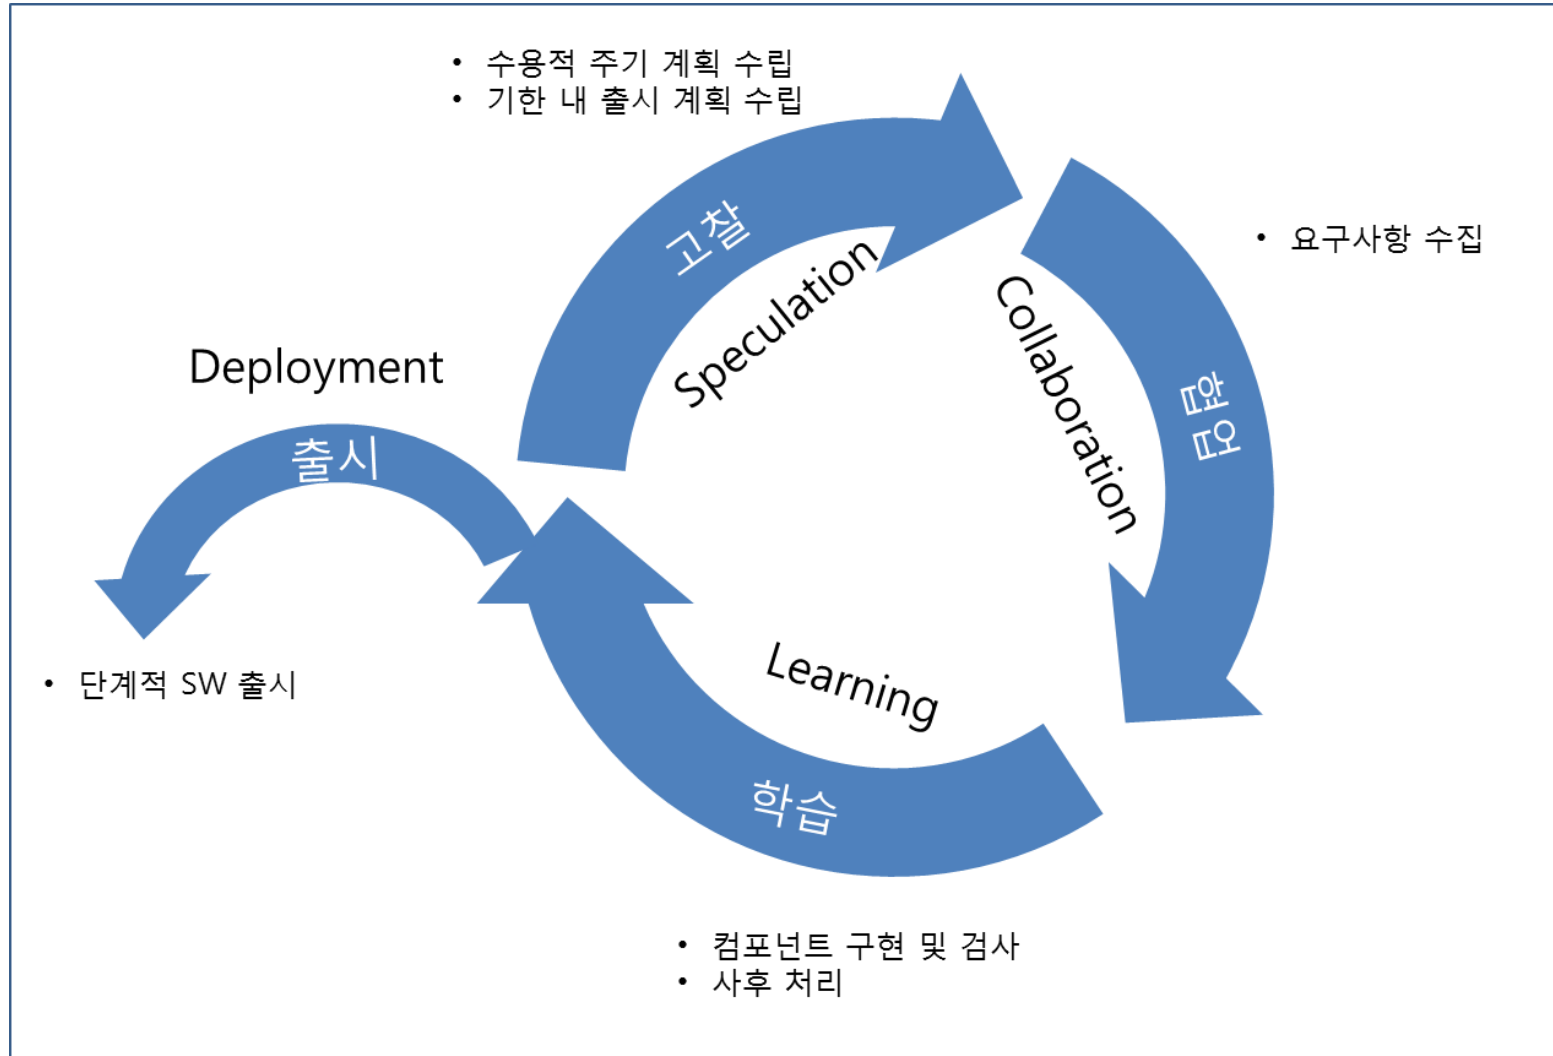 • 수용적 주기 계획 수립
• 기한 내 출시 계획 수립
고찰
Speculation
• 요구사항 수집
Collaboration
협업
Deployment
출시
• 단계적 SW 출시
Learning
학습
• 컴포넌트 구현 및 검사
• 사후 처리